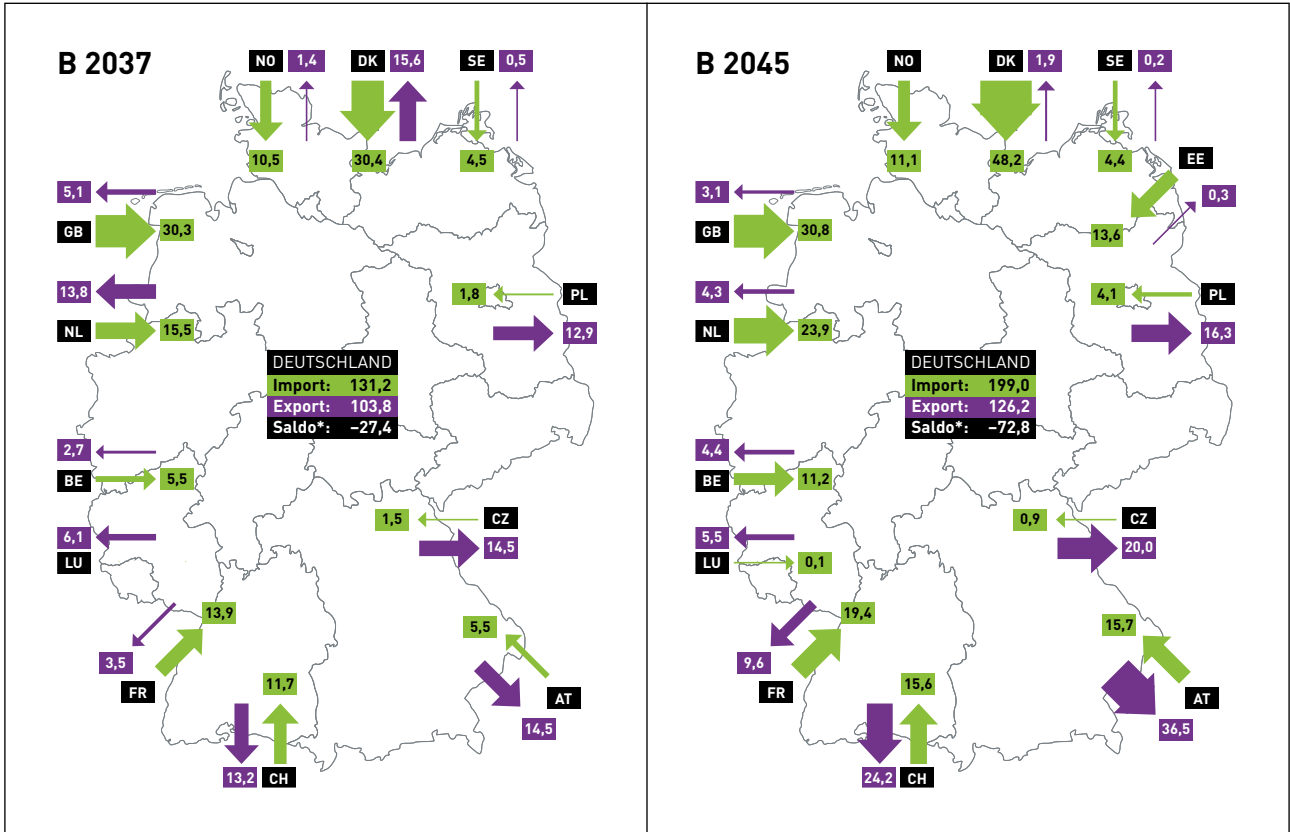 B 2037
NO 1,4
DK 15,6
SE 0,5
10,5
30,4
4,5
5,1
GB
30,3
13,8
NL
15,5
1,8
PL
12,9
DEUTSCHLAND
Import: 131,2
Export: 103,8
Saldo*: −27,4
2,7
BE
5,5
6,1
LU
1,5
CZ
14,5
13,9
3,5
FR
5,5
AT
14,5
11,7
13,2
CH
B 2045
NO
DK 1,9
SE 0,2
11,1
48,2
4,4
EE
0,3
13,6
3,1
GB
30,8
4,3
NL
23,9
4,1
PL
16,3
DEUTSCHLAND
Import: 199,0
Export: 126,2
Saldo*: −72,8
4,4
BE
11,2
5,5
LU
0,1
0,9
CZ
20,0
19,4
9,6
FR
15,7
AT
36,5
15,6
24,2
CH